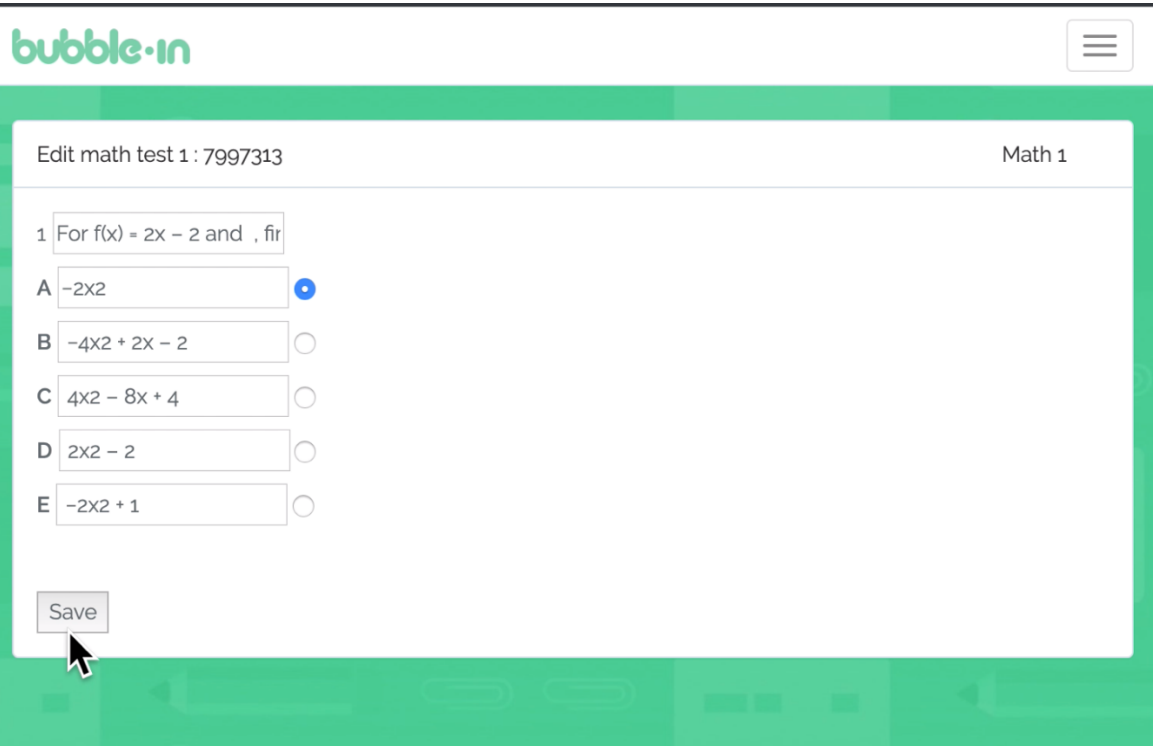 bubble•in
Edit math test 1 : 7997313 Math 1
1 For f(x) = 2x – 2 and , fir
A –2x2
B –4x2 + 2x – 2
C 4x2 – 8x + 4
D 2x2 – 2
E –2x2 + 1
Save